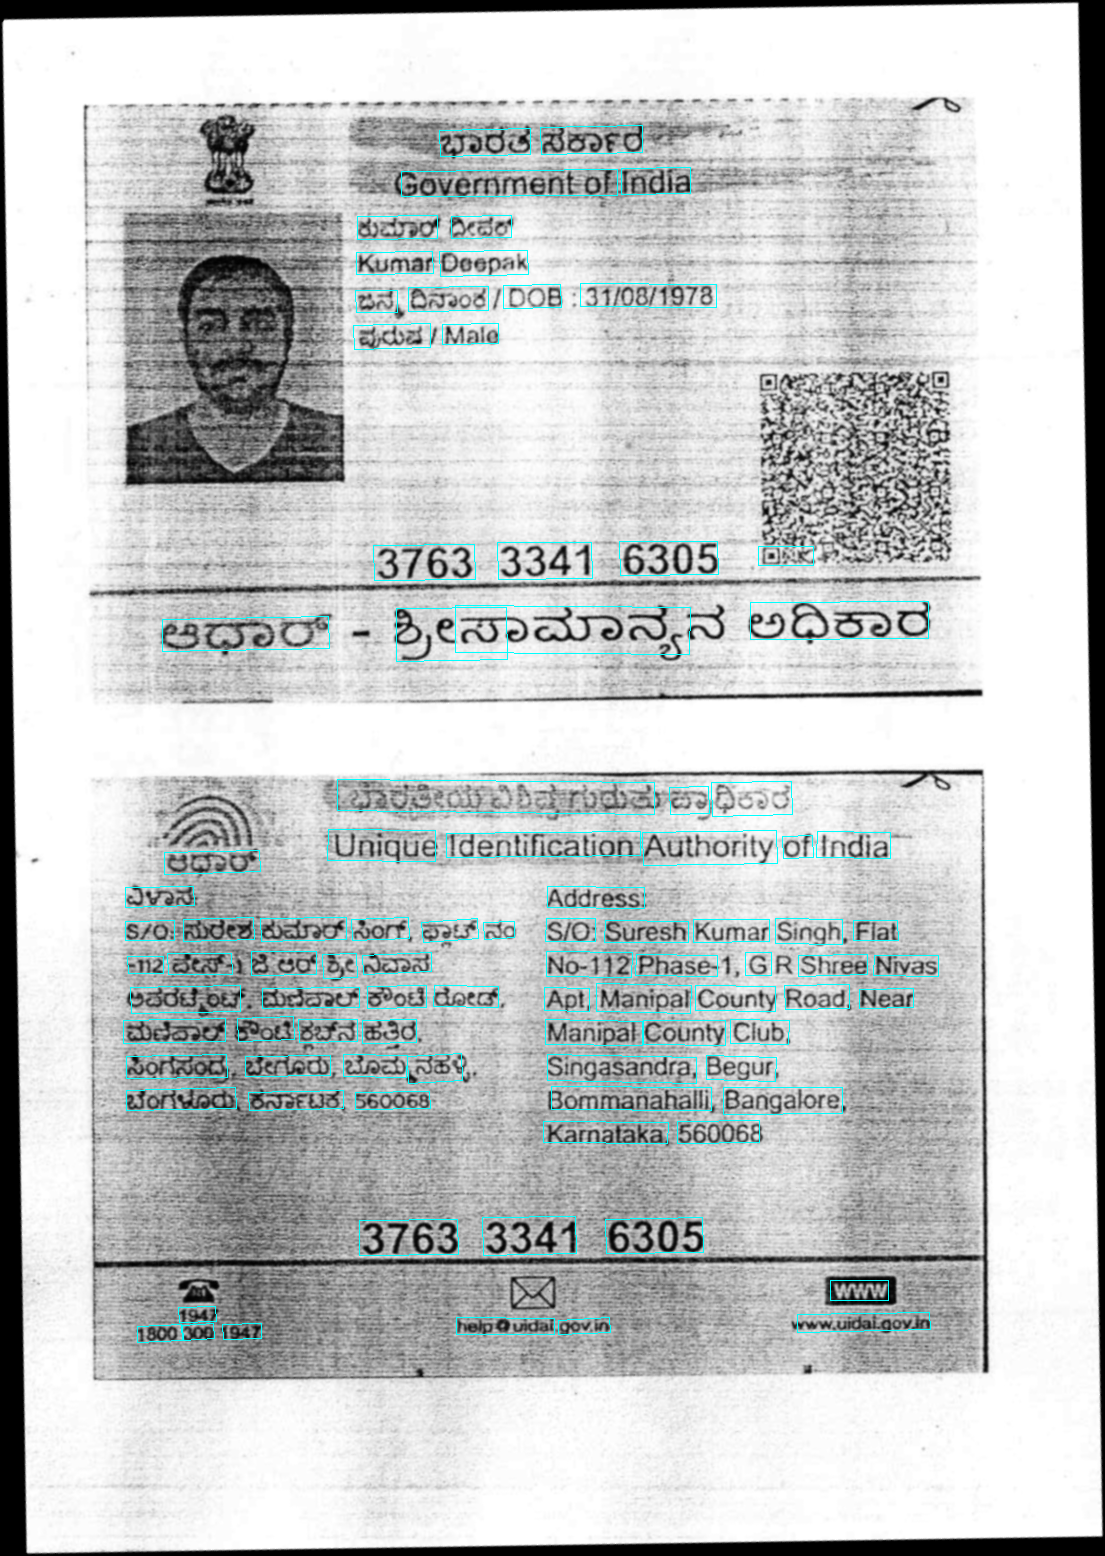 ಭಾರತ ಸರ್ಕಾರ
Government of India
ಕುಮಾರ್ ದೀಪಕ್
Kumar Deepak
ಜನ್ಮ ದಿನಾಂಕ / DOB : 31/08/1978
ಪುರುಷ / Male
3763 3341 6305
ಆಧಾರ್ - ಶ್ರೀಸಾಮಾನ್ಯನ ಅಧಿಕಾರ
ಭಾರತೀಯ ವಿಶಿಷ್ಟ ಗುರುತು ಪ್ರಾಧಿಕಾರ
Unique Identification Authority of India
ಆಧಾರ್
ವಿಳಾಸ:
S/O: ಸುರೇಶ ಕುಮಾರ್ ಸಿಂಗ್, ಫ್ಲಾಟ್ ನಂ
-112 ಫೇಸ್-1 ಜಿ ಆರ್ ಶ್ರೀ ನಿವಾಸ
ಅಪರಟ್ಮೆಂಟ್, ಮಣಿಪಾಲ್ ಕೌಂಟಿ ರೋಡ್,
ಮಣಿಪಾಲ್ ಕೌಂಟಿ ಕ್ಲಬ್‌ನ ಹತ್ತಿರ,
ಸಿಂಗಸಂದ್ರ, ಬೇಗೂರು, ಬೊಮ್ಮನಹಳ್ಳಿ,
ಬೆಂಗಳೂರು, ಕರ್ನಾಟಕ, 560068
Address:
S/O: Suresh Kumar Singh, Flat
No-112 Phase-1, G R Shree Nivas
Apt, Manipal County Road, Near
Manipal County Club,
Singasandra, Begur,
Bommanahalli, Bangalore,
Karnataka, 560068
3763 3341 6305
1947
1800 300 1947
help@uidai.gov.in
WWW
www.uidai.gov.in